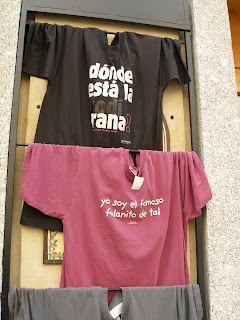 dónde
está la
rana?
yo soy el famoso
fulanito de tal